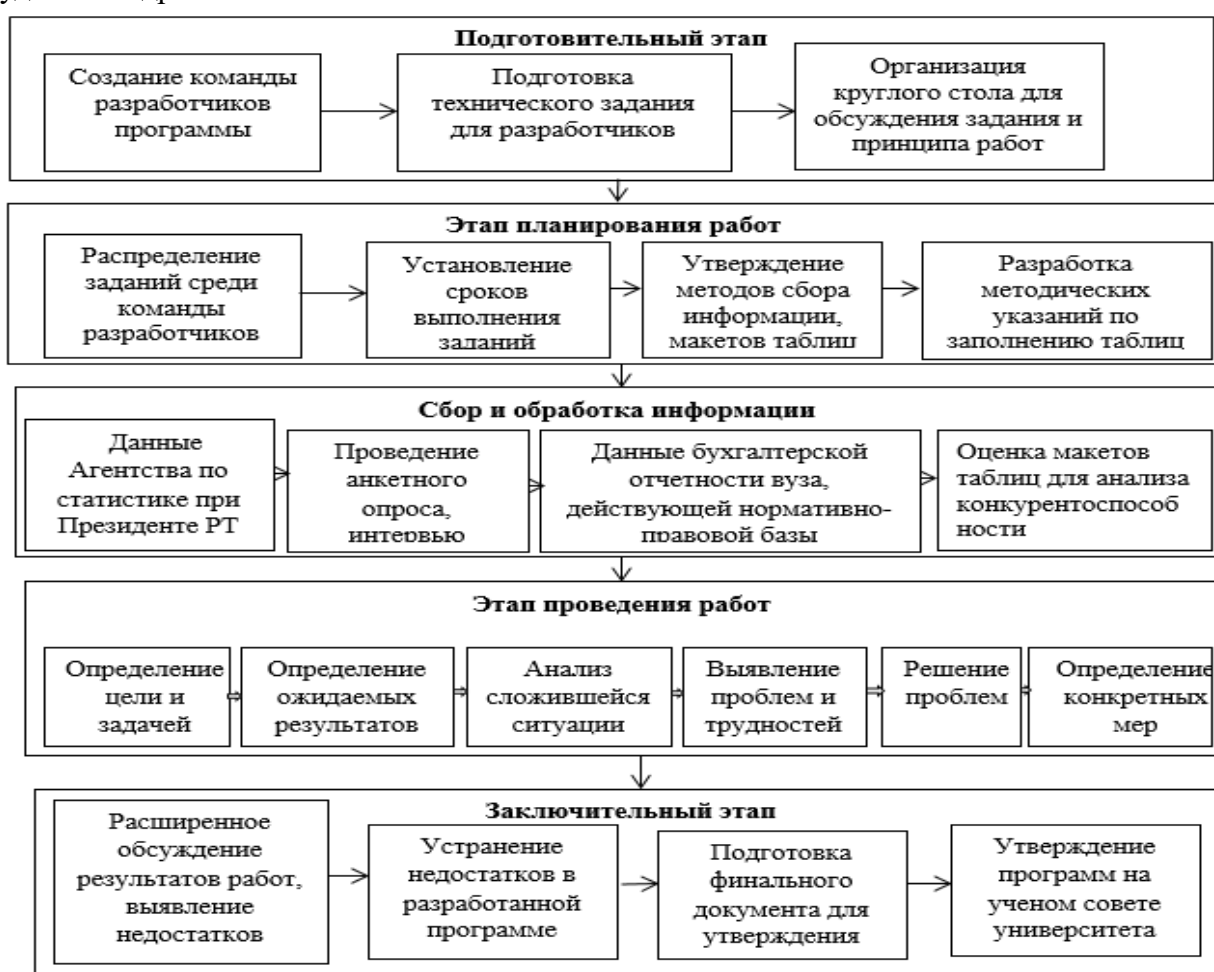 Подготовительный этап
Создание команды
разработчиков
программы
Подготовка
технического задания
для разработчиков
Организация
круглого стола для
обсуждения задания и
принципа работ
Этап планирования работ
Распределение
заданий среди
команды
разработчиков
Установление
сроков
выполнения
заданий
Утверждение
методов сбора
информации,
макетов таблиц
Разработка
методических
указаний по
заполнению таблиц
Сбор и обработка информации
Данные
Агентства по
статистике при
Президенте РТ
Проведение
анкетного
опроса,
интервью
Данные бухгалтерской
отчетности вуза,
действующей нормативно-
правовой базы
Оценка макетов
таблиц для анализа
конкурентоспособ
ности
Этап проведения работ
Определение
цели и
задачей
Определение
ожидаемых
результатов
Анализ
сложившейся
ситуации
Выявление
проблем и
трудностей
Решение
проблем
Определение
конкретных
мер
Заключительный этап
Расширенное
обсуждение
результатов работ,
выявление
недостатков
Устранение
недостатков в
разработанной
программе
Подготовка
финального
документа для
утверждения
Утверждение
программ на
ученом совете
университета